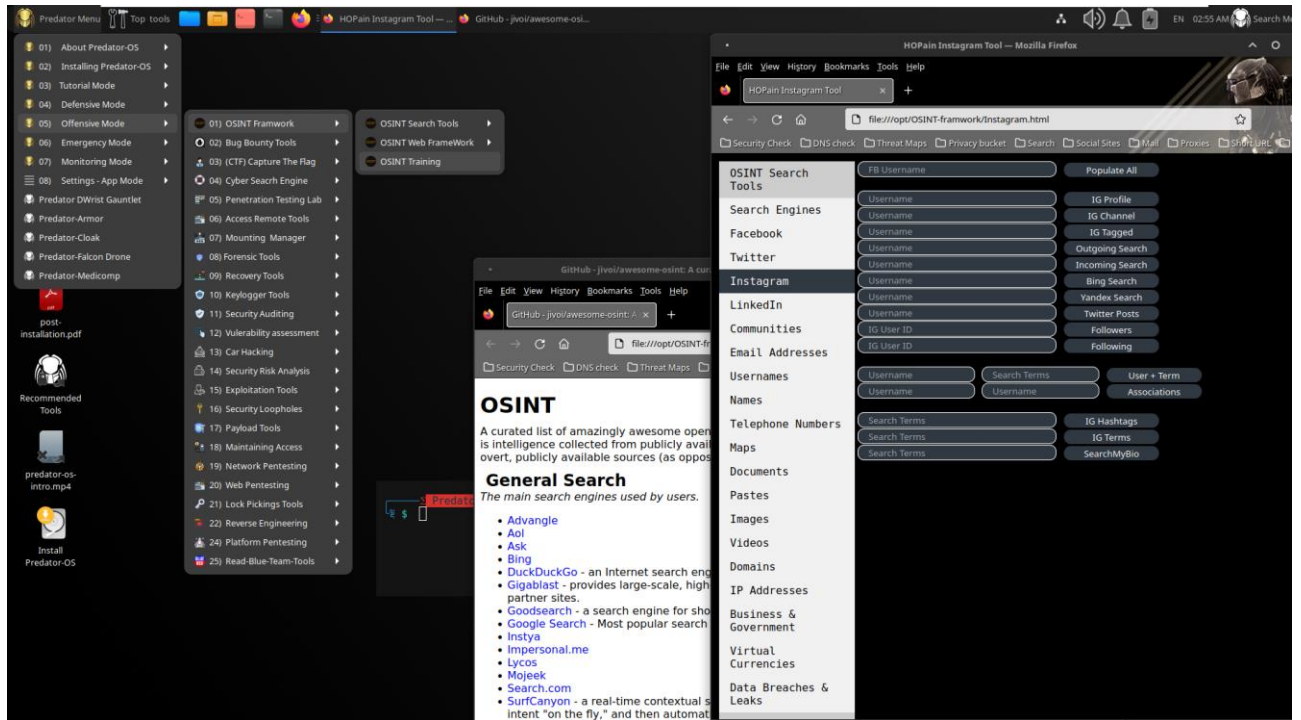 Predator Menu
Top tools
HOPain Instagram Tool — ...
GitHub - jivoi/awesome-osi...
EN
02:55 AM
Search Me
01) About Predator-OS
02) Installing Predator-OS
03) Tutorial Mode
04) Defensive Mode
05) Offensive Mode
06) Emergency Mode
07) Monitoring Mode
08) Settings - App Mode
Predator DWrist Gauntlet
Predator-Armor
Predator-Cloak
Predator-Falcon Drone
Predator-Medicomp
post-
installation.pdf
Recommended
Tools
predator-os-
intro.mp4
Install
Predator-OS
01) OSINT Framwork
02) Bug Bounty Tools
03) (CTF) Capture The Flag
04) Cyber Seacrh Engine
05) Penetration Testing Lab
06) Access Remote Tools
07) Mounting Manager
08) Forensic Tools
09) Recovery Tools
10) Keylogger Tools
11) Security Auditing
12) Vulerability assessment
13) Car Hacking
14) Security Risk Analysis
15) Exploitation Tools
16) Security Loopholes
17) Payload Tools
18) Maintaining Access
19) Network Pentesting
20) Web Pentesting
21) Lock Pickings Tools
22) Reverse Engineering
24) Platform Pentesting
25) Read-Blue-Team-Tools
OSINT Search Tools
OSINT Web FrameWork
OSINT Training
Predato
$
GitHub - jivoi/awesome-osint: A cur
File Edit View History Bookmarks Tools Help
GitHub - jivoi/awesome-osint: A
file:///opt/OSINT-fr
Security Check DNS check Threat Maps
OSINT
A curated list of amazingly awesome open
is intelligence collected from publicly avail
overt, publicly available sources (as oppos
General Search
The main search engines used by users.
Advangle
Aol
Ask
Bing
DuckDuckGo - an Internet search eng
Gigablast - provides large-scale, high
partner sites.
Goodsearch - a search engine for sho
Google Search - Most popular search
Instya
Impersonal.me
Lycos
Mojeek
Search.com
SurfCanyon - a real-time contextual s
intent "on the fly," and then automat
HOPain Instagram Tool — Mozilla Firefox
File Edit View History Bookmarks Tools Help
HOPain Instagram Tool
file:///opt/OSINT-framwork/Instagram.html
Security Check DNS check Threat Maps Privacy bucket Search Social Sites Mail Proxies Short URL
OSINT Search
Tools
Search Engines
Facebook
Twitter
Instagram
LinkedIn
Communities
Email Addresses
Usernames
Names
Telephone Numbers
Maps
Documents
Pastes
Images
Videos
Domains
IP Addresses
Business &
Government
Virtual
Currencies
Data Breaches &
Leaks
FB Username Populate All
Username IG Profile
Username IG Channel
Username IG Tagged
Username Outgoing Search
Username Incoming Search
Username Bing Search
Username Yandex Search
Username Twitter Posts
IG User ID Followers
IG User ID Following
Username Search Terms User + Term
Username Username Associations
Search Terms IG Hashtags
Search Terms IG Terms
Search Terms SearchMyBio